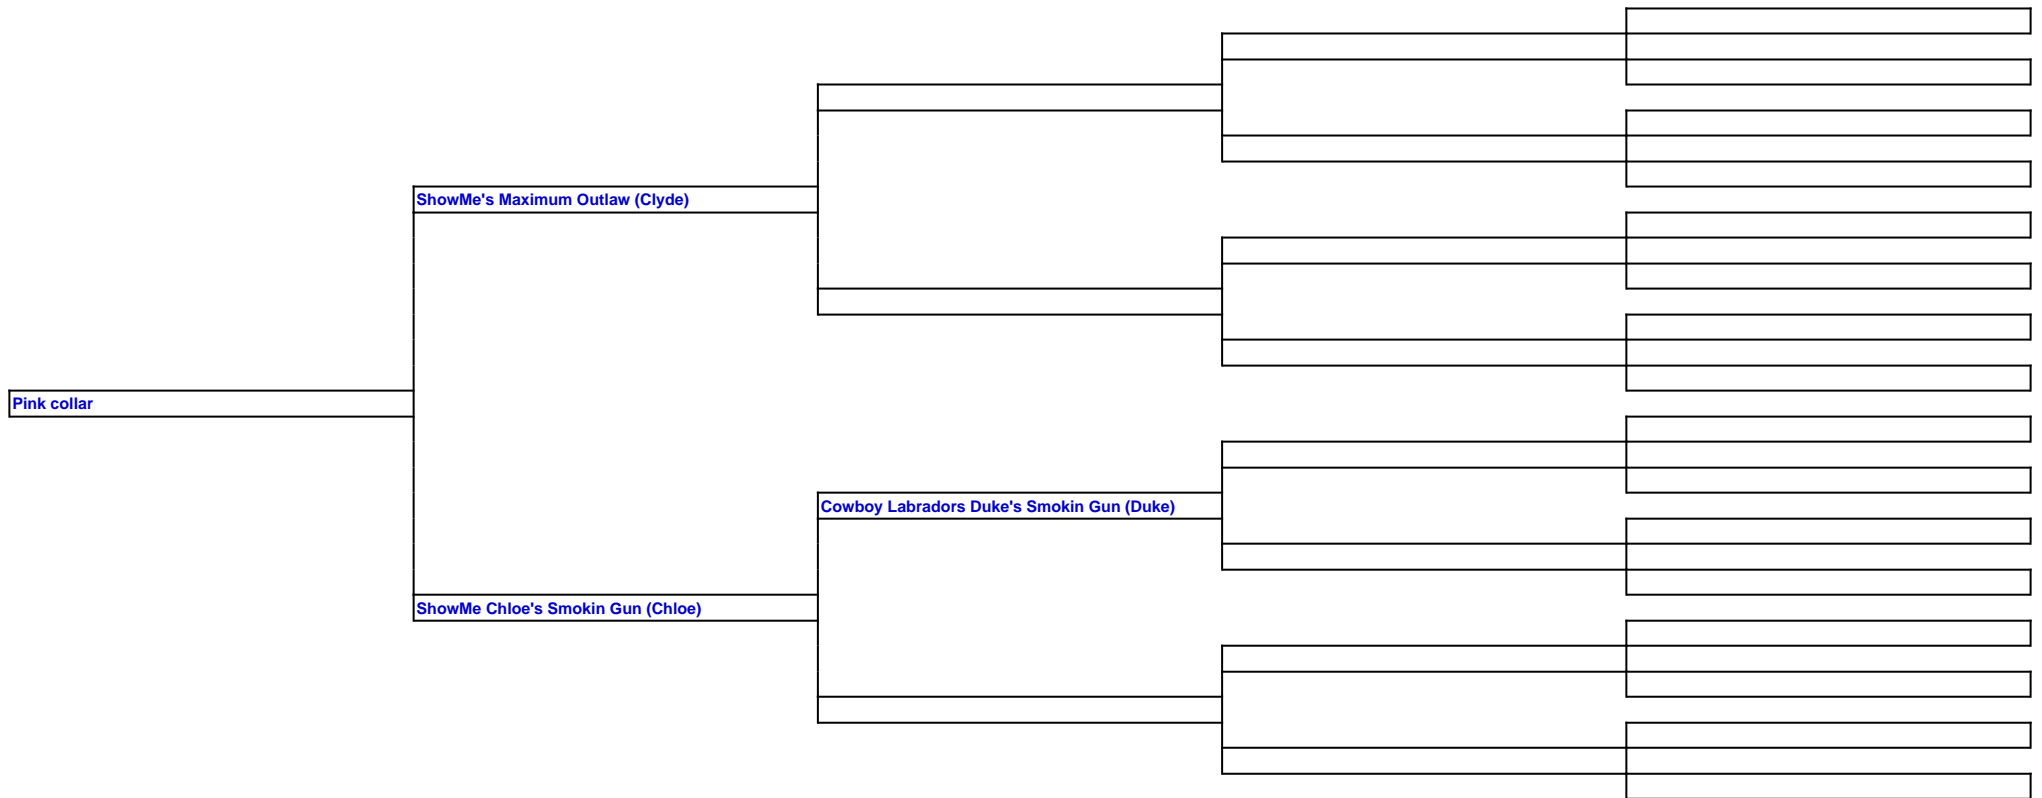 ShowMe's Maximum Outlaw (Clyde)
Pink collar
Cowboy Labradors Duke's Smokin Gun (Duke)
ShowMe Chloe's Smokin Gun (Chloe)